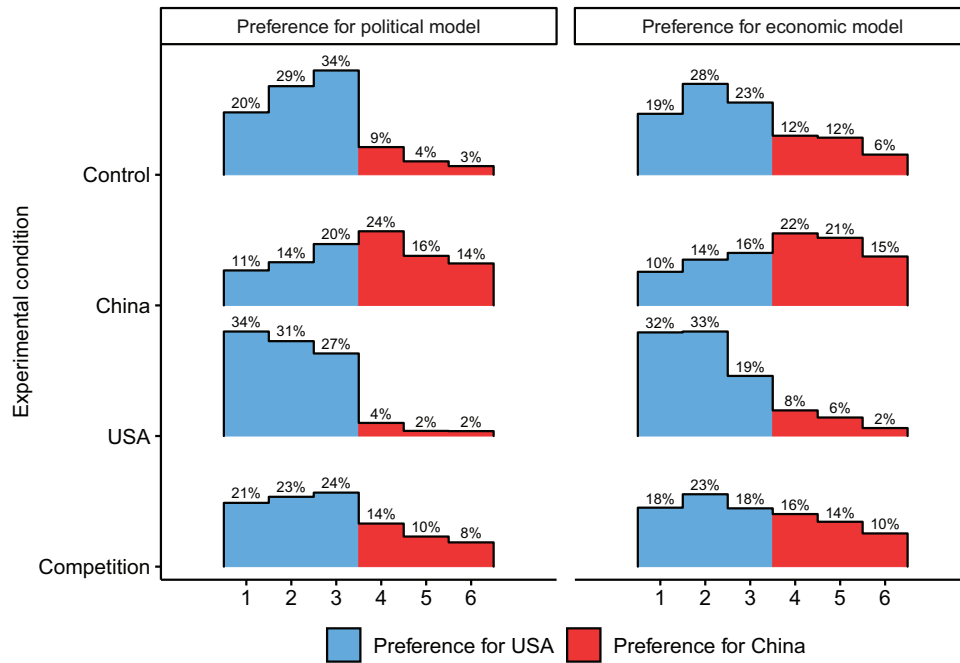 Preference for political model
Preference for economic model
Experimental condition
Control
20% 29% 34% 9% 4% 3%
19% 28% 23% 12% 12% 6%
China
11% 14% 20% 24% 16% 14%
10% 14% 16% 22% 21% 15%
USA
34% 31% 27% 4% 2% 2%
32% 33% 19% 8% 6% 2%
Competition
21% 23% 24% 14% 10% 8%
18% 23% 18% 16% 14% 10%
1 2 3 4 5 6
1 2 3 4 5 6
Preference for USA
Preference for China